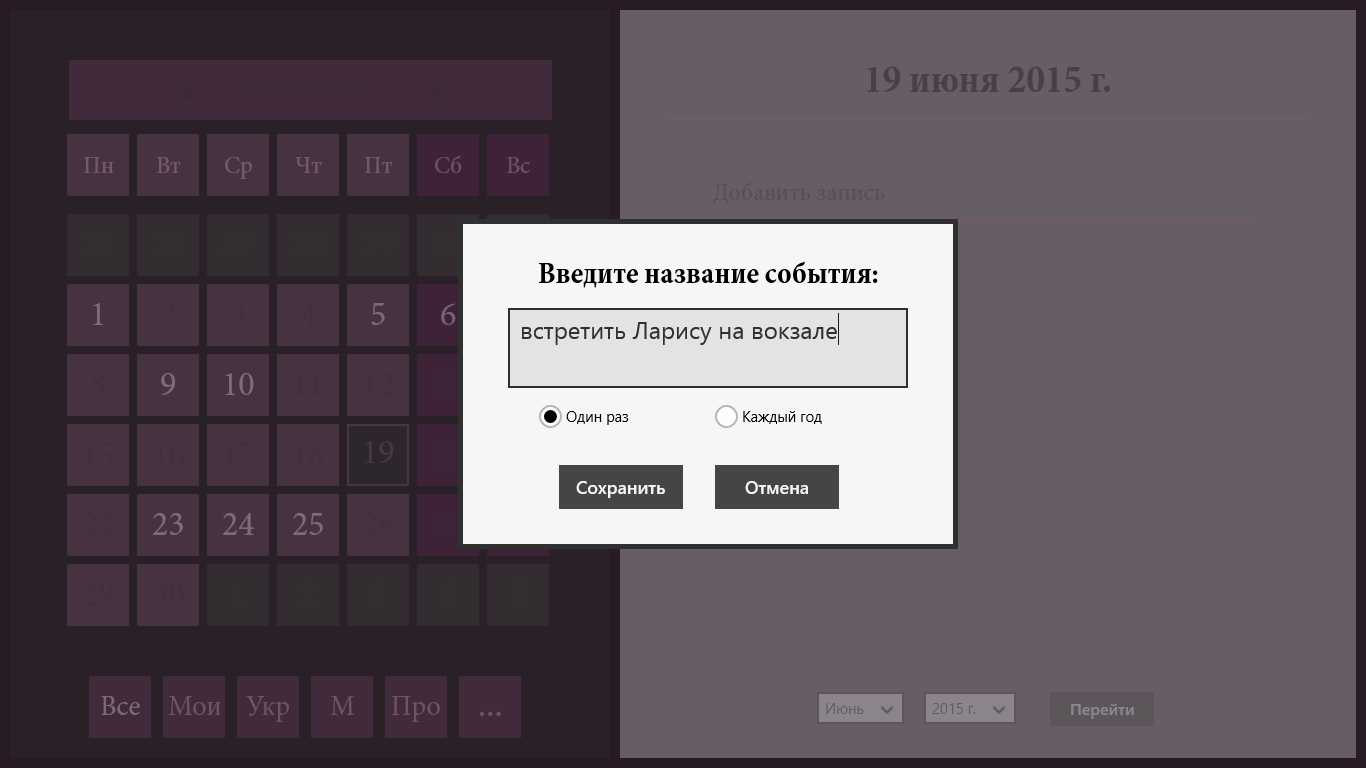 19 июня 2015 г.
Пн Вт Ср Чт Пт Сб Вс
Добавить запись
Введите название события:
встретить Ларису на вокзале
Один раз Каждый год
Сохранить Отмена
1 2 3 4 5 6
8 9 10 11 12
15 16 17 18 19
22 23 24 25 26
29 30
Все Мои Укр М Про ...
Июнь 2015 г. Перейти